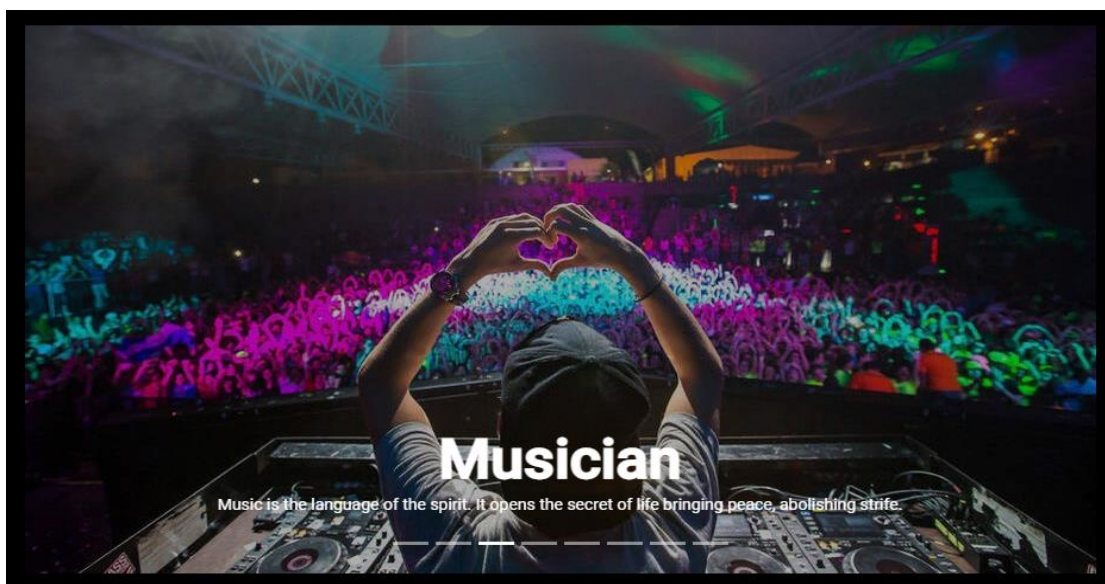 Musician
Music is the language of the spirit. It opens the secret of life bringing peace, abolishing strife.